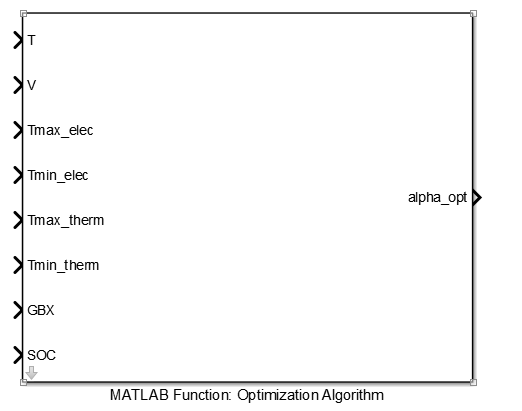 T
V
Tmax_elec
Tmin_elec
Tmax_therm
Tmin_therm
GBX
SOC
alpha_opt
MATLAB Function: Optimization Algorithm